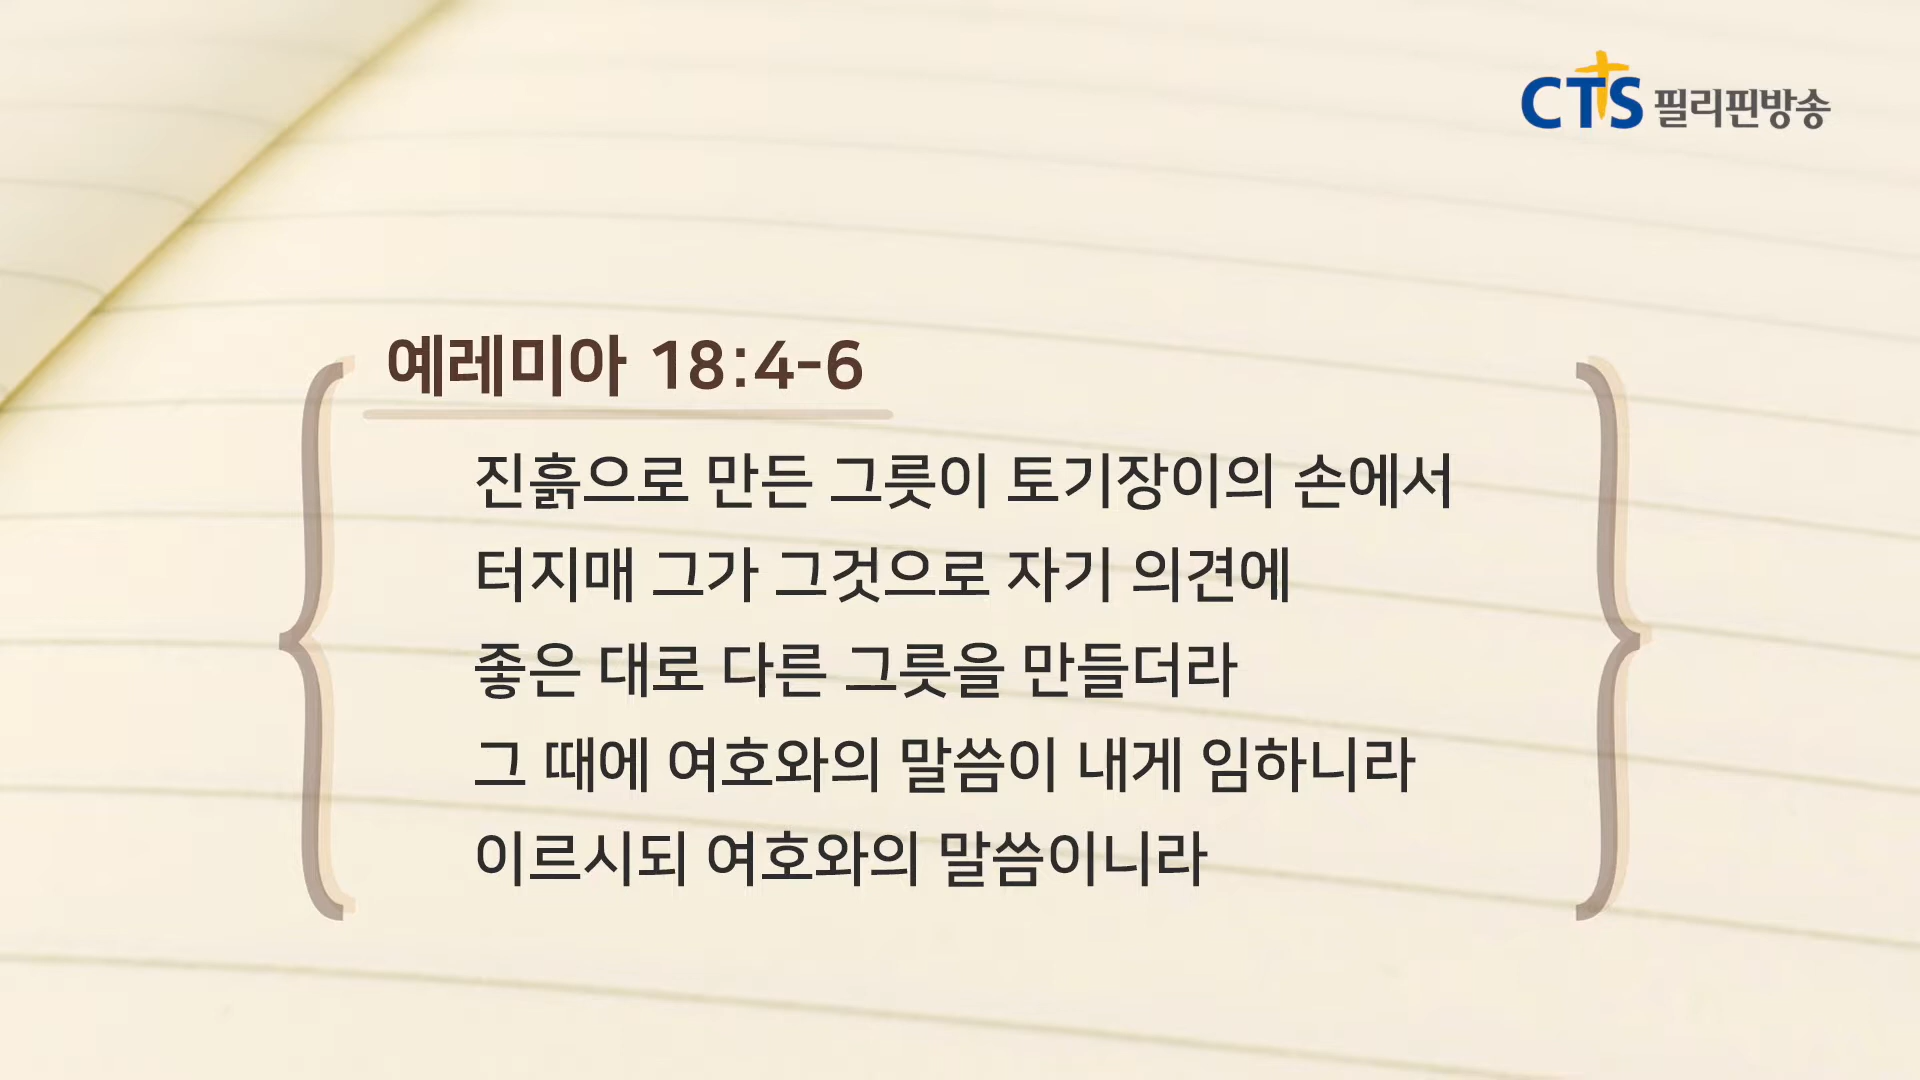 CTS 필리핀방송
예레미아 18:4-6
진흙으로 만든 그릇이 토기장이의 손에서
터지매 그가 그것으로 자기 의견에
좋은 대로 다른 그릇을 만들더라
그 때에 여호와의 말씀이 내게 임하니라
이르시되 여호와의 말씀이니라